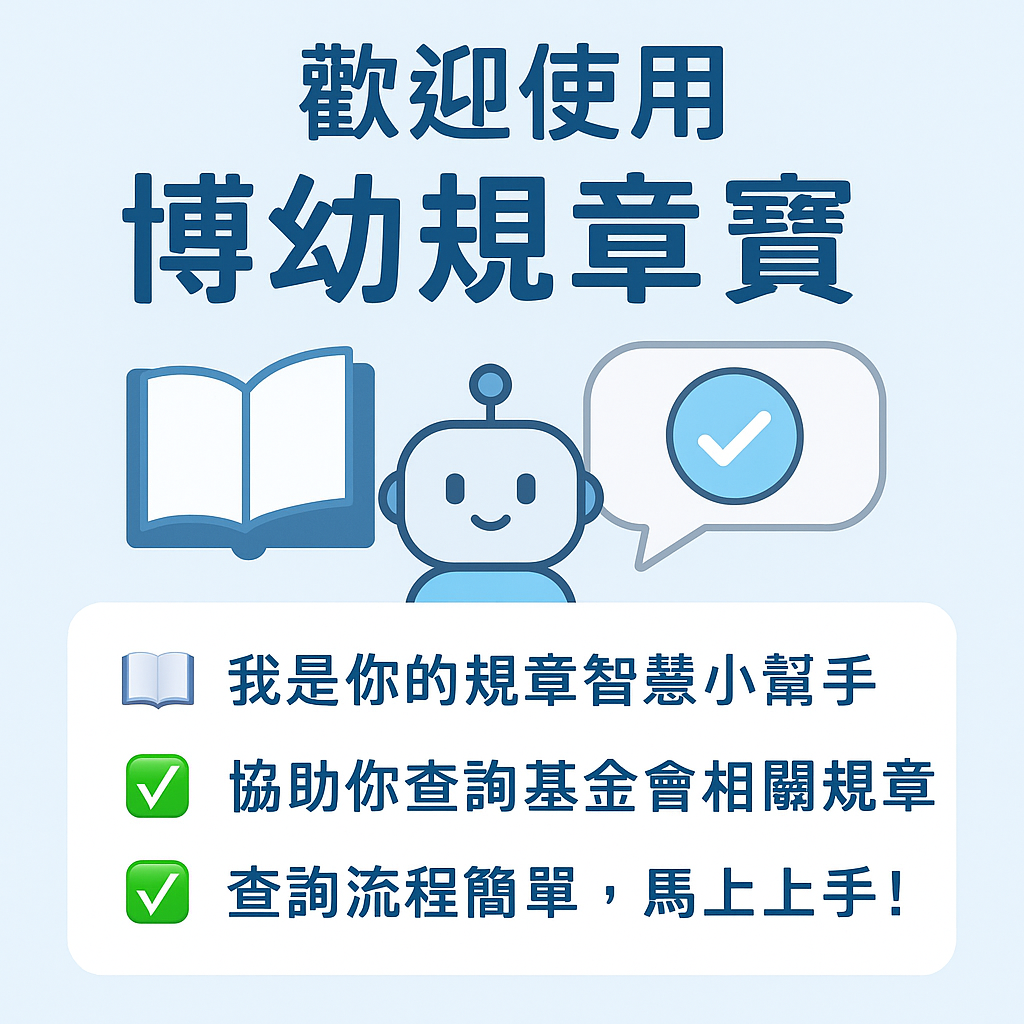 歡迎使用
博幼規章寶
我是你的規章智慧小幫手
協助你查詢基金會相關規章
查詢流程簡單，馬上上手！